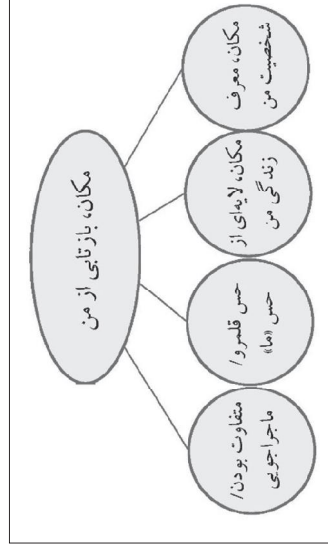 مکان، بازتابی از من
مکان، معرف
شخصیت من
مکان، لایه‌ای از
زندگی من
حس قلمرو/
حس «ما»
متفاوت بودن/
ماجراجویی